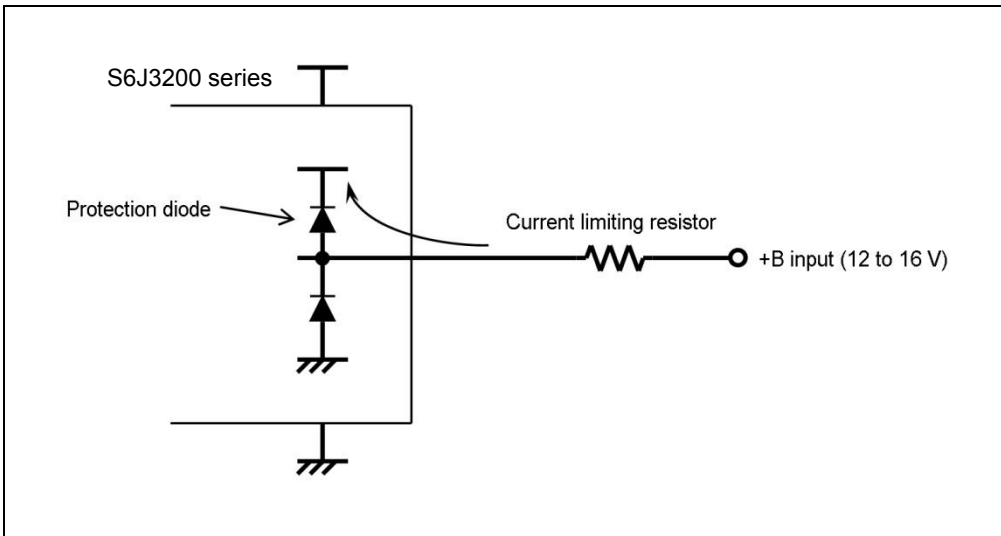 S6J3200 series
Protection diode
Current limiting resistor
+B input (12 to 16 V)